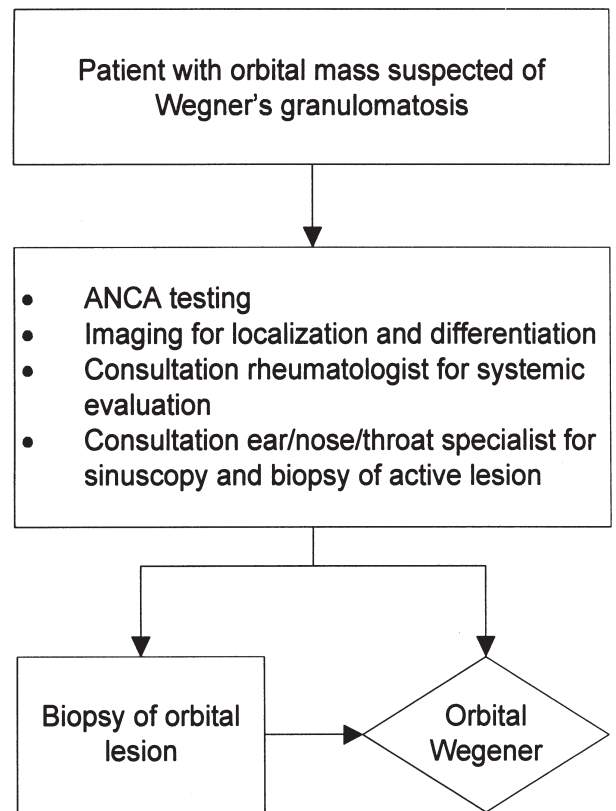 Patient with orbital mass suspected of
Wegner's granulomatosis
• ANCA testing
• Imaging for localization and differentiation
• Consultation rheumatologist for systemic
evaluation
• Consultation ear/nose/throat specialist for
sinuscopy and biopsy of active lesion
Biopsy of orbital
lesion
Orbital
Wegener